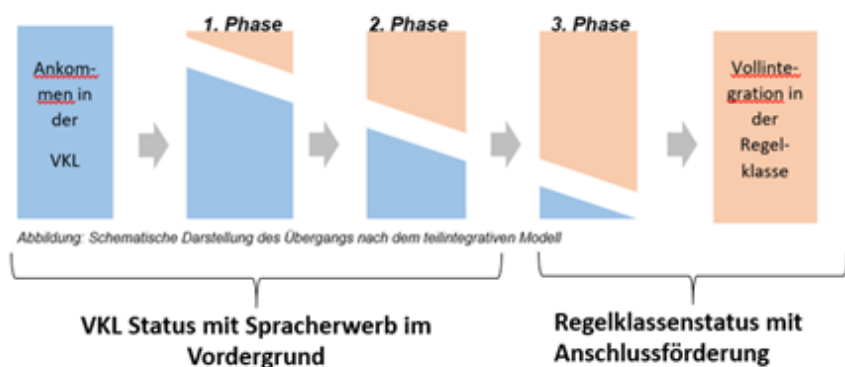 1. Phase
2. Phase
3. Phase
Ankom-
men in
der
VKL
Vollinte-
gration in
der
Regel-
klasse
Abbildung: Schematische Darstellung des Übergangs nach dem teilintegrativen Modell
VKL Status mit Spracherwerb im
Vordergrund
Regelklassenstatus mit
Anschlussförderung